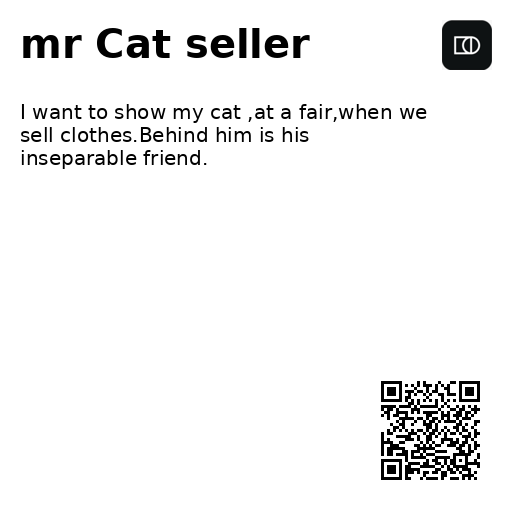 mr Cat seller
I want to show my cat ,at a fair,when we
sell clothes.Behind him is his
inseparable friend.